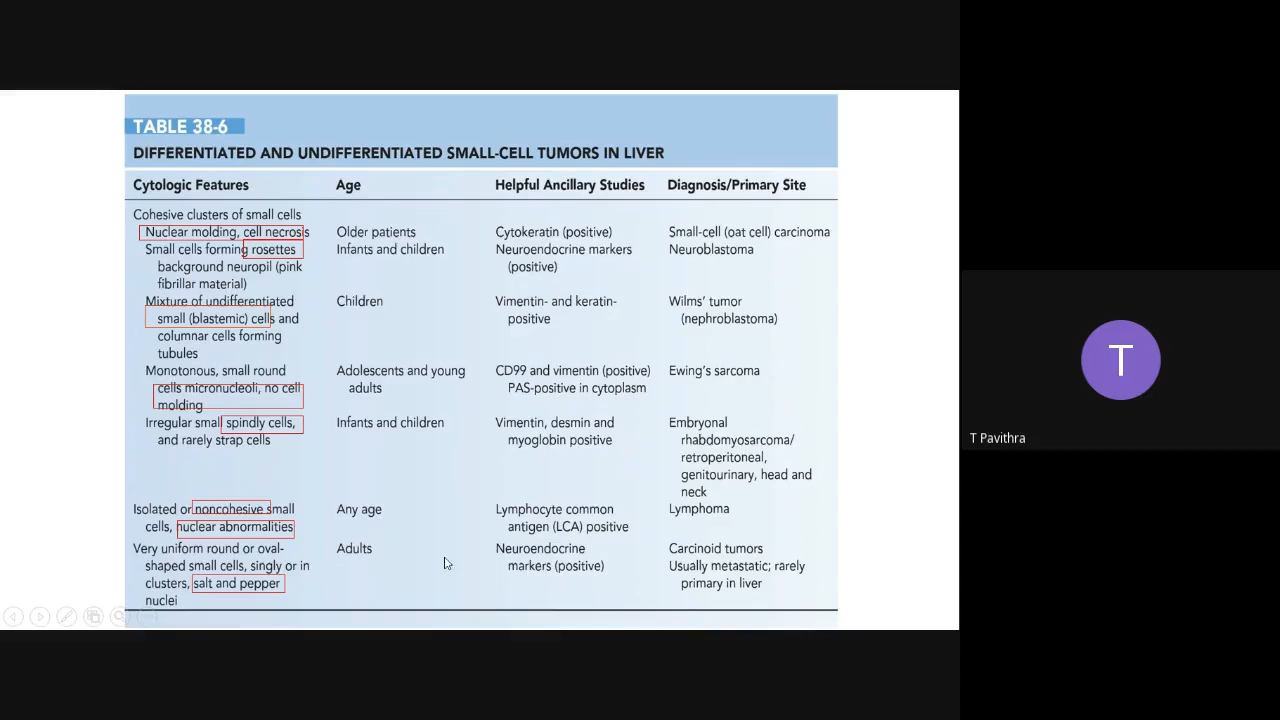 TABLE 38-6
DIFFERENTIATED AND UNDIFFERENTIATED SMALL-CELL TUMORS IN LIVER
Cytologic Features Age Helpful Ancillary Studies Diagnosis/Primary Site
Cohesive clusters of small cells
Nuclear molding, cell necrosis Older patients Cytokeratin (positive) Small-cell (oat cell) carcinoma
Small cells forming rosettes Infants and children Neuroendocrine markers Neuroblastoma
background neuropil (pink (positive)
fibrillar material)
Mixture of undifferentiated Children Vimentin- and keratin- Wilms' tumor
small (blastemic) cells and positive (nephroblastoma)
columnar cells forming
tubules
Monotonous, small round Adolescents and young CD99 and vimentin (positive) Ewing's sarcoma
cells micronucleoli, no cell adults PAS-positive in cytoplasm
molding
Irregular small spindly cells, Infants and children Vimentin, desmin and Embryonal
and rarely strap cells myoglobin positive rhabdomyosarcoma/
retroperitoneal,
genitourinary, head and
neck
Isolated or noncohesive small Any age Lymphocyte common Lymphoma
cells, nuclear abnormalities antigen (LCA) positive
Very uniform round or oval- Adults Neuroendocrine Carcinoid tumors
shaped small cells, singly or in markers (positive) Usually metastatic; rarely
clusters, salt and pepper primary in liver
nuclei
T
T Pavithra